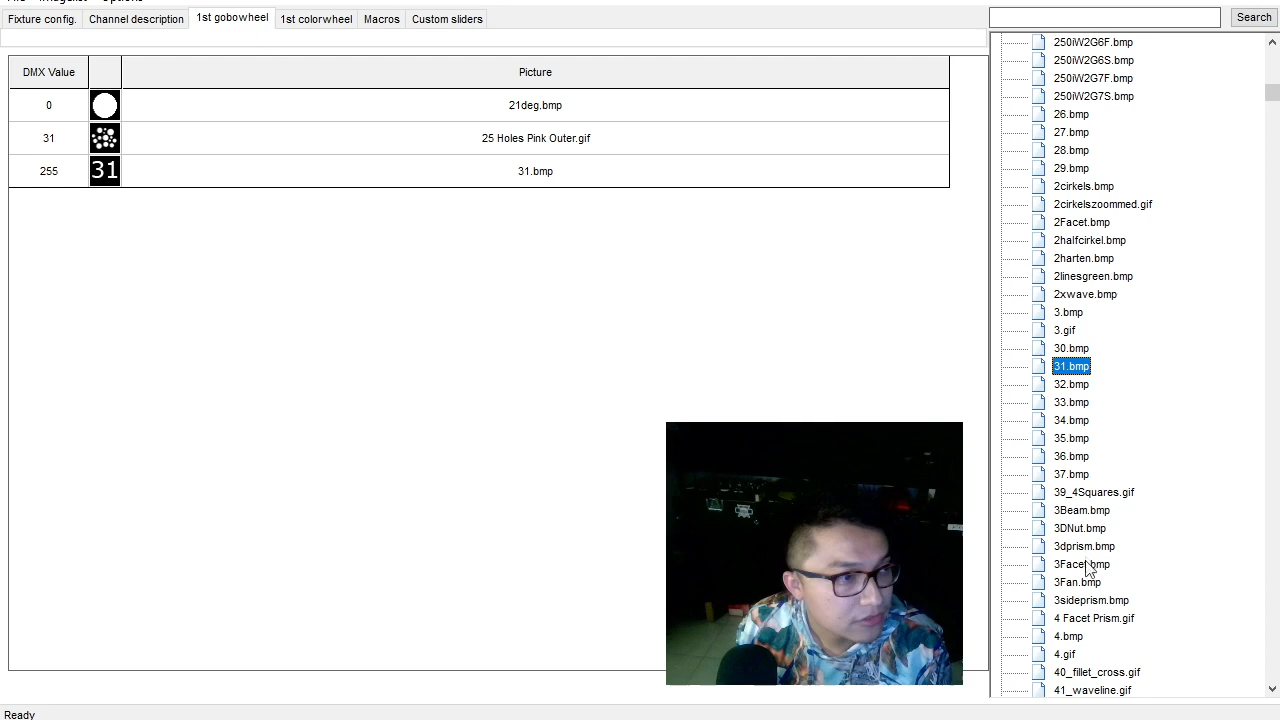 Fixture config. Channel description 1st gobowheel 1st colorwheel Macros Custom sliders
Search
DMX Value Picture
0 21deg.bmp
31 25 Holes Pink Outer.gif
255 31 31.bmp
250iW2G6F.bmp
250iW2G6S.bmp
250iW2G7F.bmp
250iW2G7S.bmp
26.bmp
27.bmp
28.bmp
29.bmp
2cirkels.bmp
2cirkelszoommed.gif
2Facet.bmp
2halfcirkel.bmp
2harten.bmp
2linesgreen.bmp
2xwave.bmp
3.bmp
3.gif
30.bmp
31.bmp
32.bmp
33.bmp
34.bmp
35.bmp
36.bmp
37.bmp
39_4Squares.gif
3Beam.bmp
3DNut.bmp
3dprism.bmp
3Facet.bmp
3Fan.bmp
3sideprism.bmp
4 Facet Prism.gif
4.bmp
4.gif
40_fillet_cross.gif
41_waveline.gif
Ready